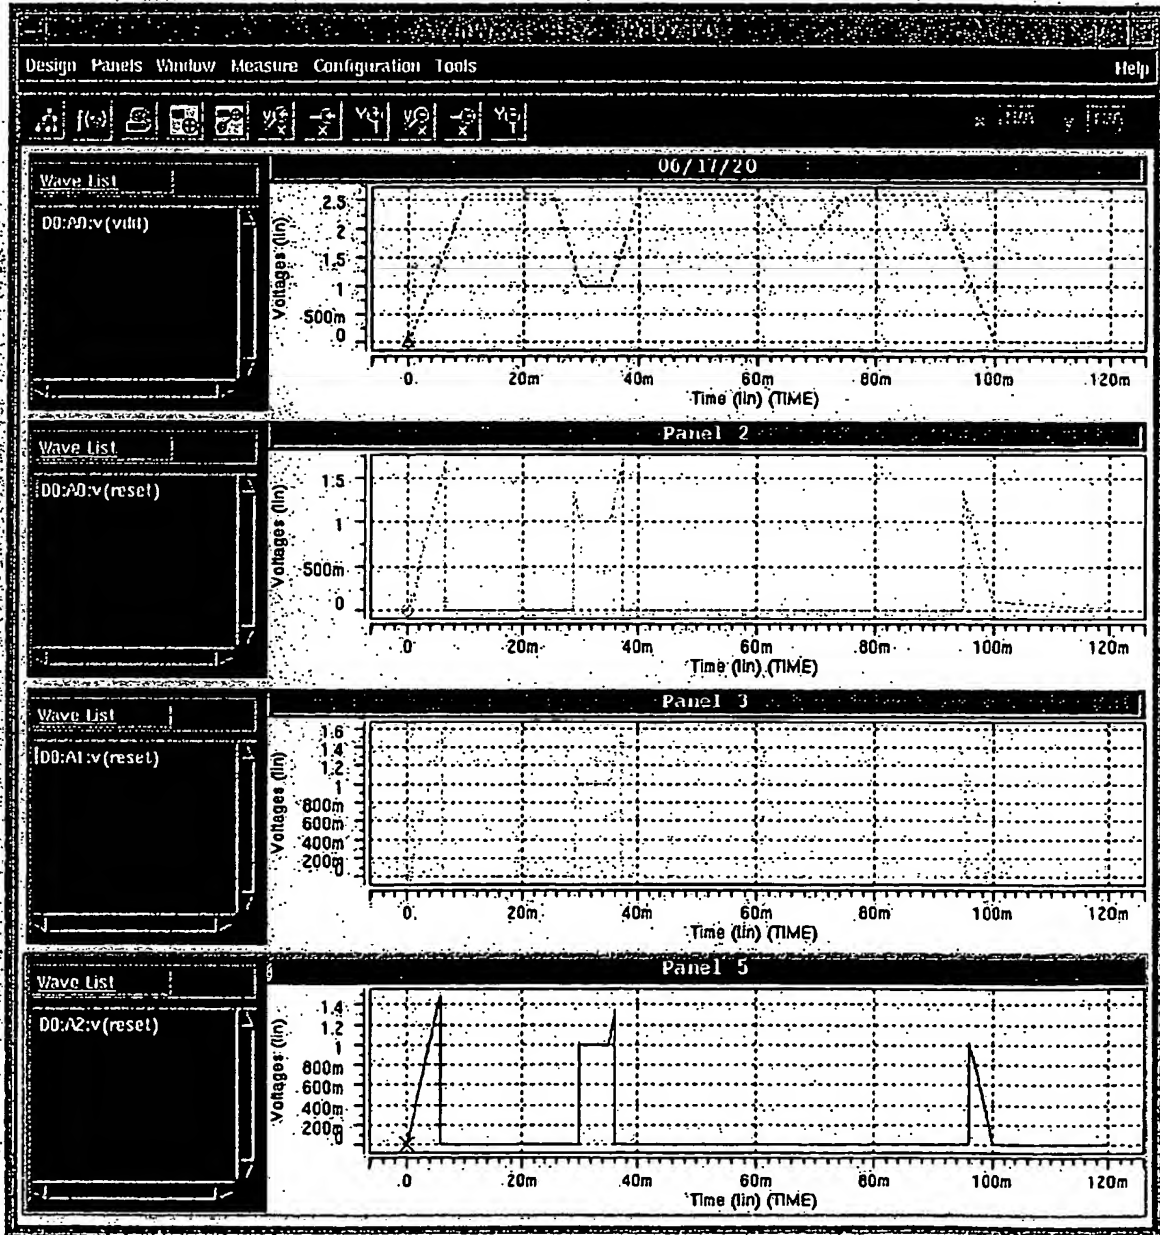 Design Panels Window Measure Configuration Tools Help
f(x)
x y
06/17/20
Wave List
D0:A0:v(vdd)
Voltages (lin)
2.5
2
1.5
1
500m
0
0 20m 40m 60m 80m 100m 120m
Time (lin) (TIME)
Panel 2
Wave List
D0:A0:v(reset)
Voltages (lin)
1.5
1
500m
0
0 20m 40m 60m 80m 100m 120m
Time (lin) (TIME)
Panel 3
Wave List
D0:A1:v(reset)
Voltages (lin)
1.6
1.4
1.2
1
800m
600m
400m
200m
0
0 20m 40m 60m 80m 100m 120m
Time (lin) (TIME)
Panel 5
Wave List
D0:A2:v(reset)
Voltages (lin)
1.4
1.2
1
800m
600m
400m
200m
0
0 20m 40m 60m 80m 100m 120m
Time (lin) (TIME)